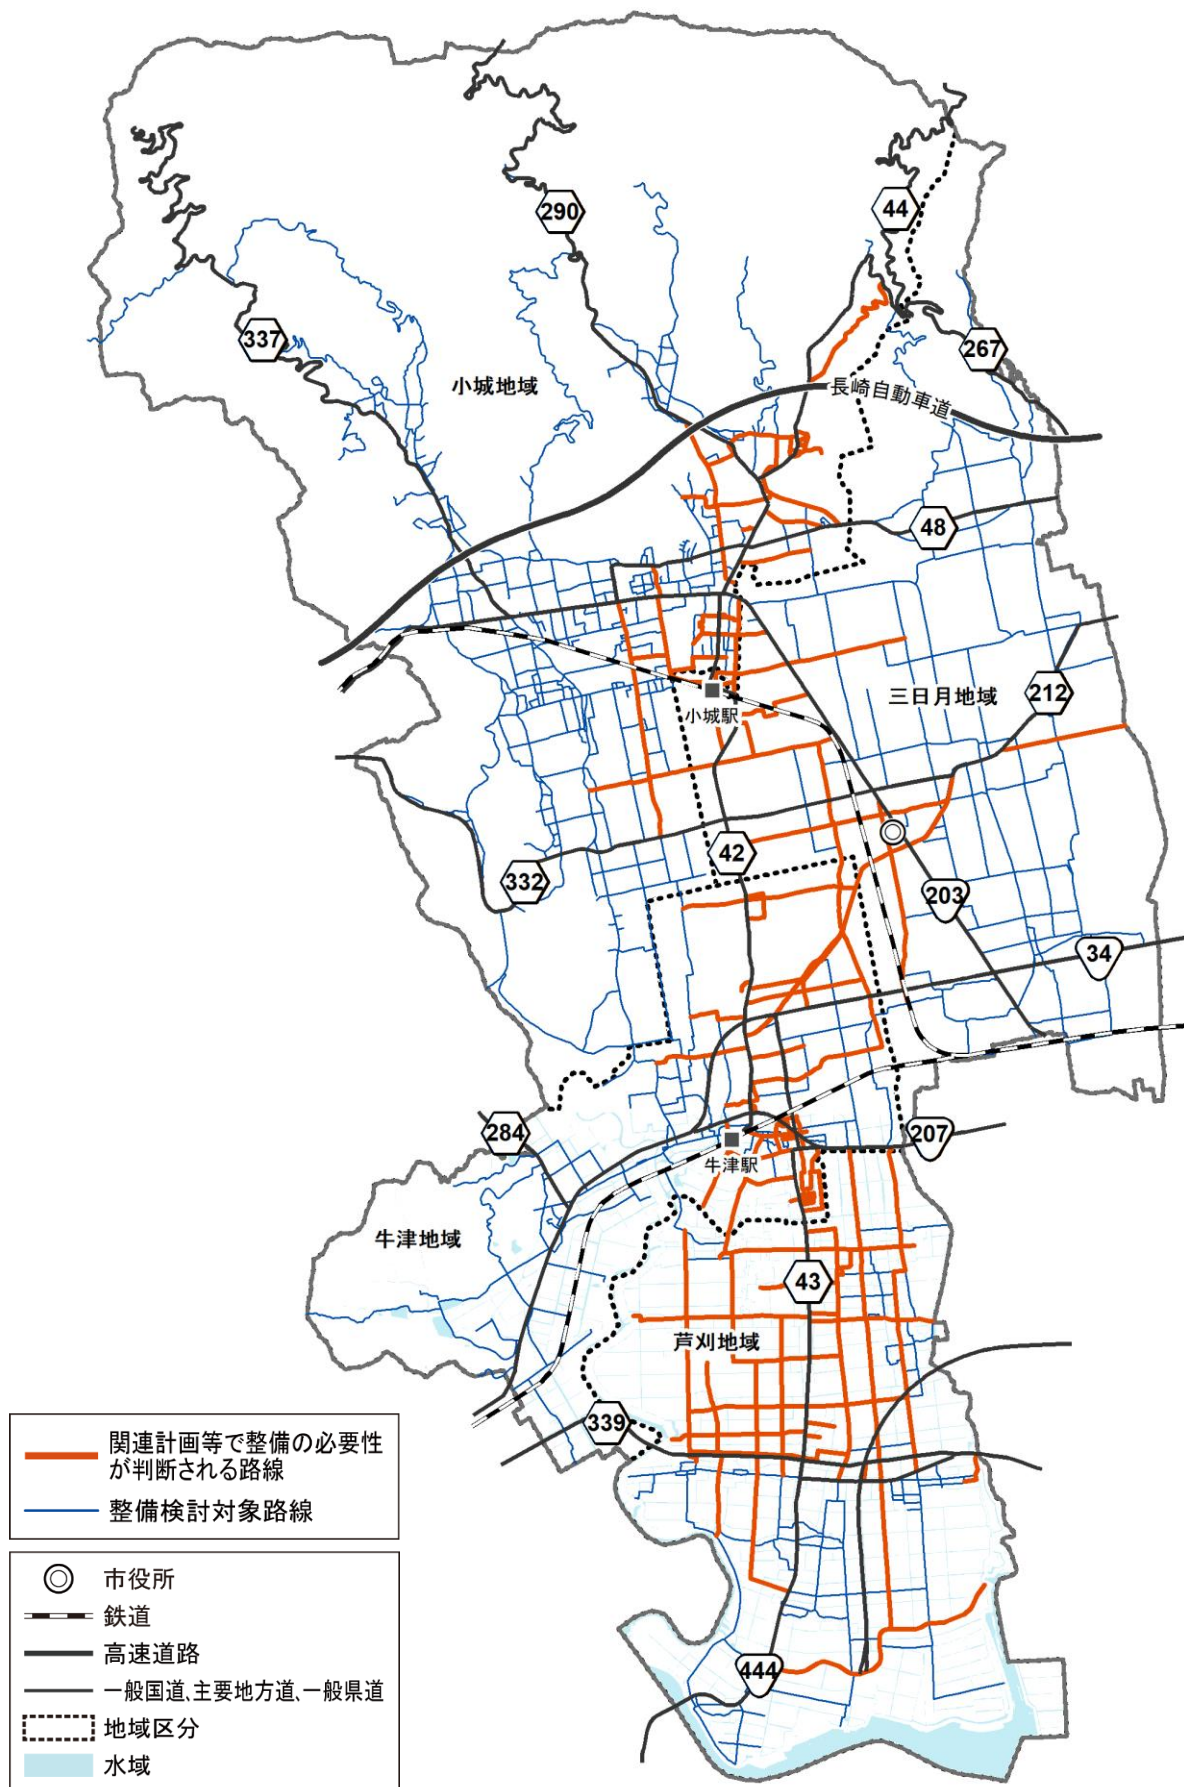 290
44
337
267
小城地域
長崎自動車道
48
三日月地域
212
小城駅
42
332
203
34
284
207
牛津駅
牛津地域
43
芦刈地域
339
444
関連計画等で整備の必要性
が判断される路線
整備検討対象路線
市役所
鉄道
高速道路
一般国道、主要地方道、一般県道
地域区分
水域